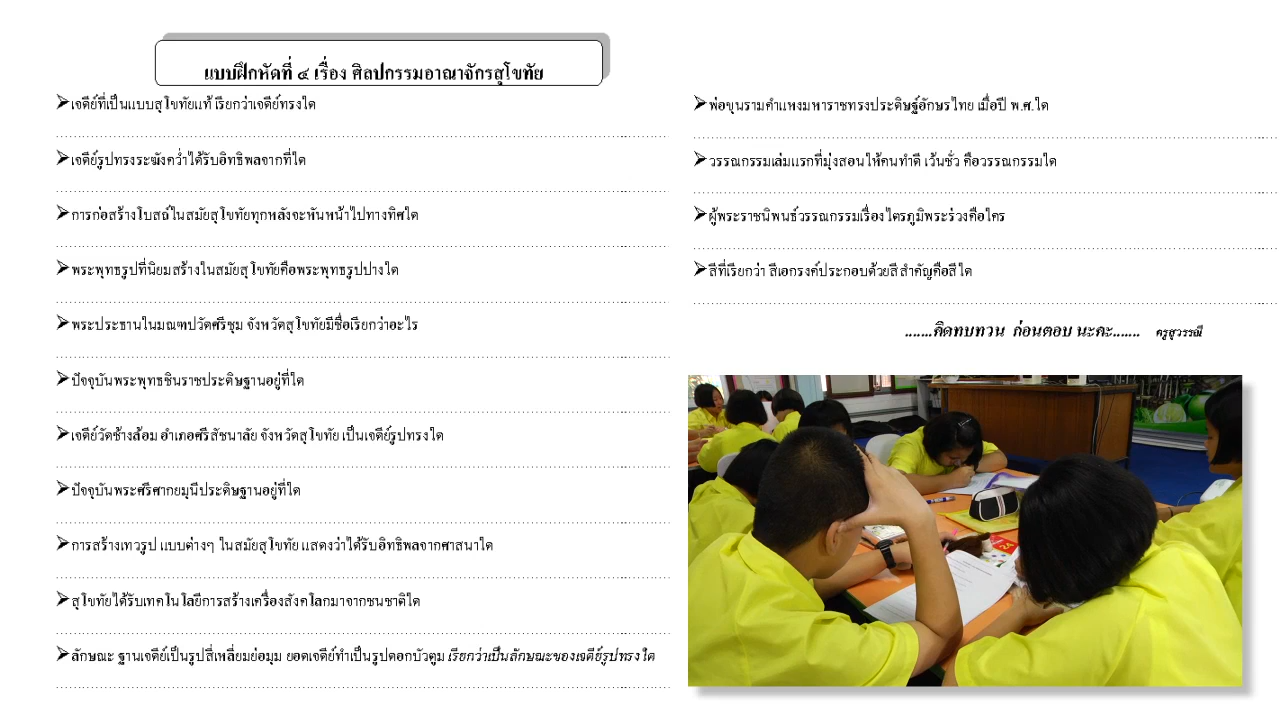 แบบฝึกหัดที่ ๔ เรื่อง ศิลปกรรมอาณาจักรสุโขทัย
➢เจดีย์ที่เป็นแบบสุโขทัยแท้ เรียกว่าเจดีย์ทรงใด
➢เจดีย์รูปทรงระฆังคว่ำได้รับอิทธิพลจากที่ใด
➢การก่อสร้างโบสถ์ในสมัยสุโขทัยทุกหลังจะหันหน้าไปทางทิศใด
➢พระพุทธรูปที่นิยมสร้างในสมัยสุโขทัยคือพระพุทธรูปปางใด
➢พระประธานในมณฑปวัดศรีชุม จังหวัดสุโขทัยมีชื่อเรียกว่าอะไร
➢ปัจจุบันพระพุทธชินราชประดิษฐานอยู่ที่ใด
➢เจดีย์วัดช้างล้อม อำเภอศรีสัชนาลัย จังหวัดสุโขทัย เป็นเจดีย์รูปทรงใด
➢ปัจจุบันพระศรีศากยมุนีประดิษฐานอยู่ที่ใด
➢การสร้างเทวรูป แบบต่างๆ ในสมัยสุโขทัย แสดงว่าได้รับอิทธิพลจากศาสนาใด
➢สุโขทัยได้รับเทคโนโลยีการสร้างเครื่องสังคโลกมาจากชนชาติใด
➢ลักษณะ ฐานเจดีย์เป็นรูปสี่เหลี่ยมย่อมุม ยอดเจดีย์ทำเป็นรูปดอกบัวตูม เรียกว่าเป็นลักษณะของเจดีย์รูปทรงใด
➢พ่อขุนรามคำแหงมหาราชทรงประดิษฐ์อักษรไทย เมื่อปี พ.ศ.ใด
➢วรรณกรรมเล่มแรกที่มุ่งสอนให้คนทำดี เว้นชั่ว คือวรรณกรรมใด
➢ผู้พระราชนิพนธ์วรรณกรรมเรื่องไตรภูมิพระร่วงคือใคร
➢สีที่เรียกว่า สีเอกรงค์ประกอบด้วยสีสำคัญคือสีใด
.......คิดทบทวน ก่อนตอบ นะคะ....... ครูสุวรรณี